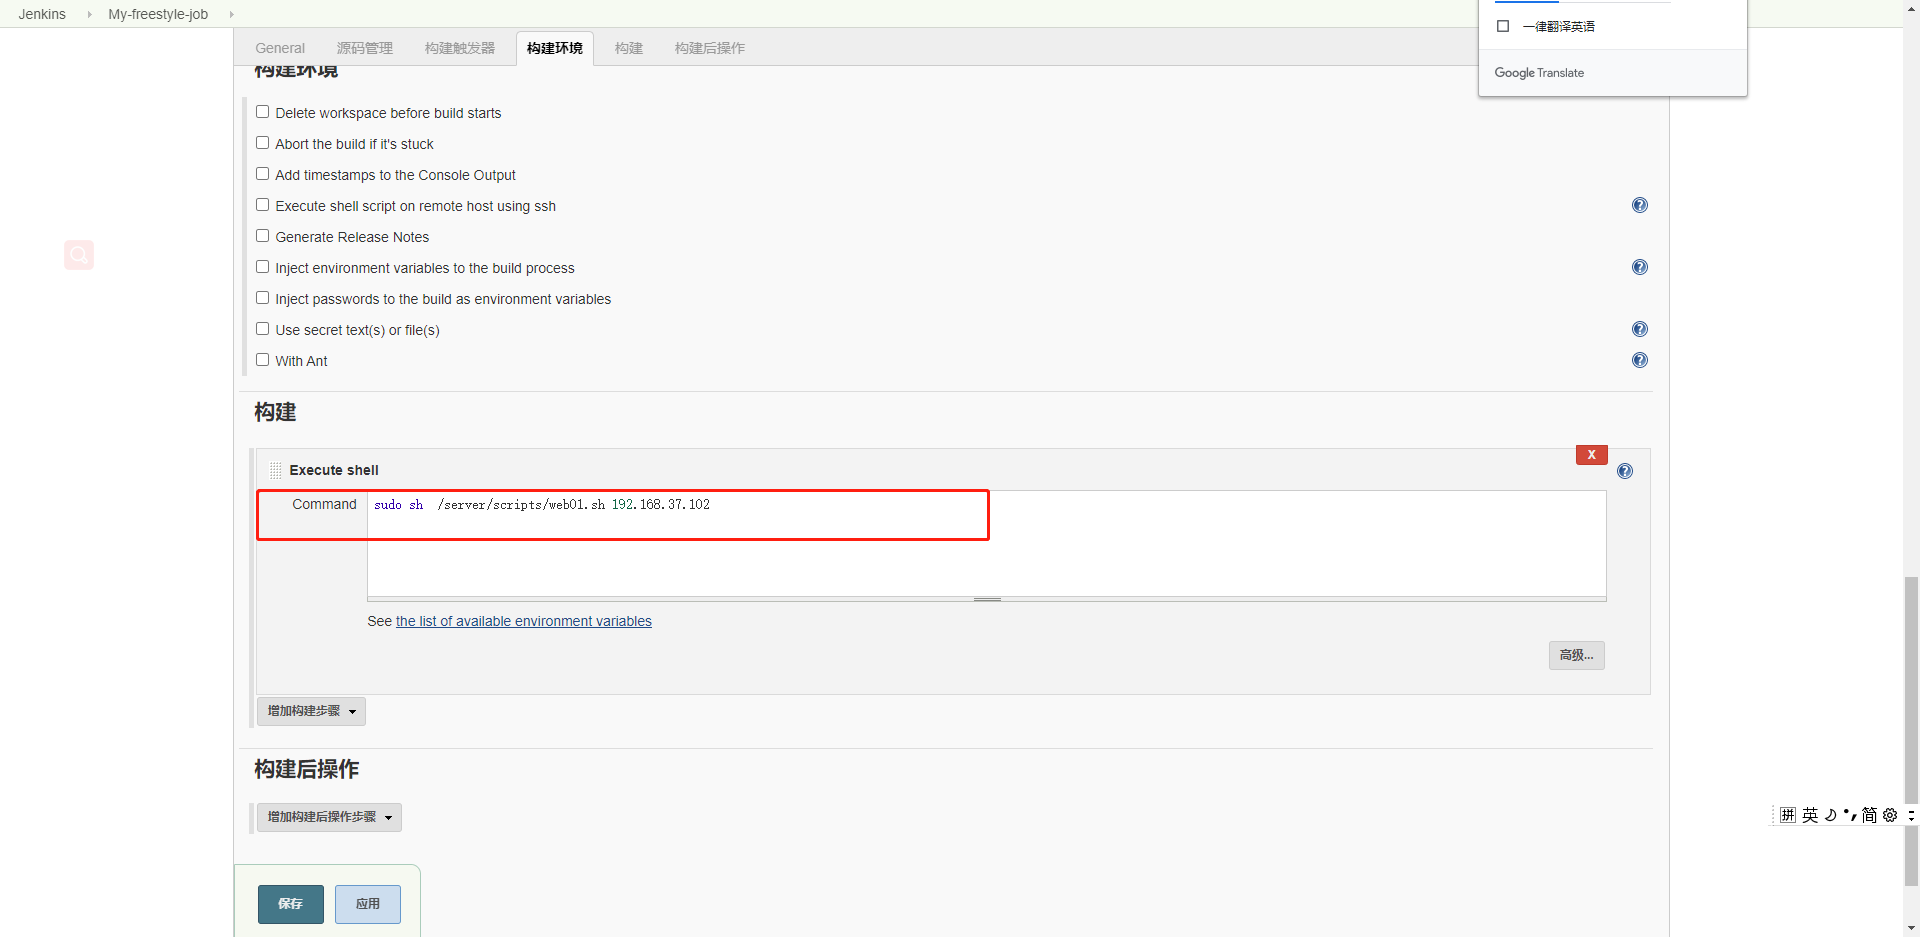 Jenkins
My-freestyle-job
一律翻译英语
Google Translate
General
源码管理
构建触发器
构建环境
构建
构建后操作
构建环境
Delete workspace before build starts
Abort the build if it's stuck
Add timestamps to the Console Output
Execute shell script on remote host using ssh
Generate Release Notes
Inject environment variables to the build process
Inject passwords to the build as environment variables
Use secret text(s) or file(s)
With Ant
构建
X
Execute shell
Command
sudo sh  /server/scripts/web01.sh 192.168.37.102
See the list of available environment variables
高级...
增加构建步骤
构建后操作
增加构建后操作步骤
拼 英 简
保存
应用